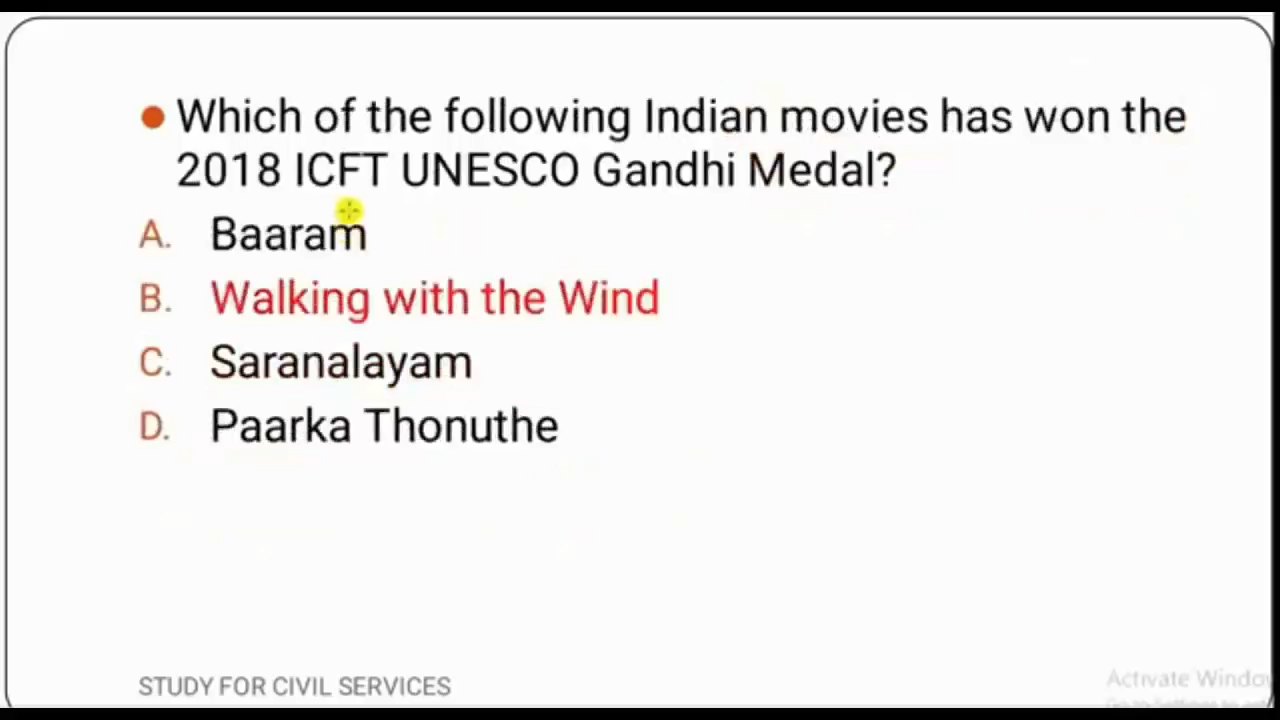 Which of the following Indian movies has won the
2018 ICFT UNESCO Gandhi Medal?
A. Baaram
B. Walking with the Wind
C. Saranalayam
D. Paarka Thonuthe
STUDY FOR CIVIL SERVICES
Activate Windo